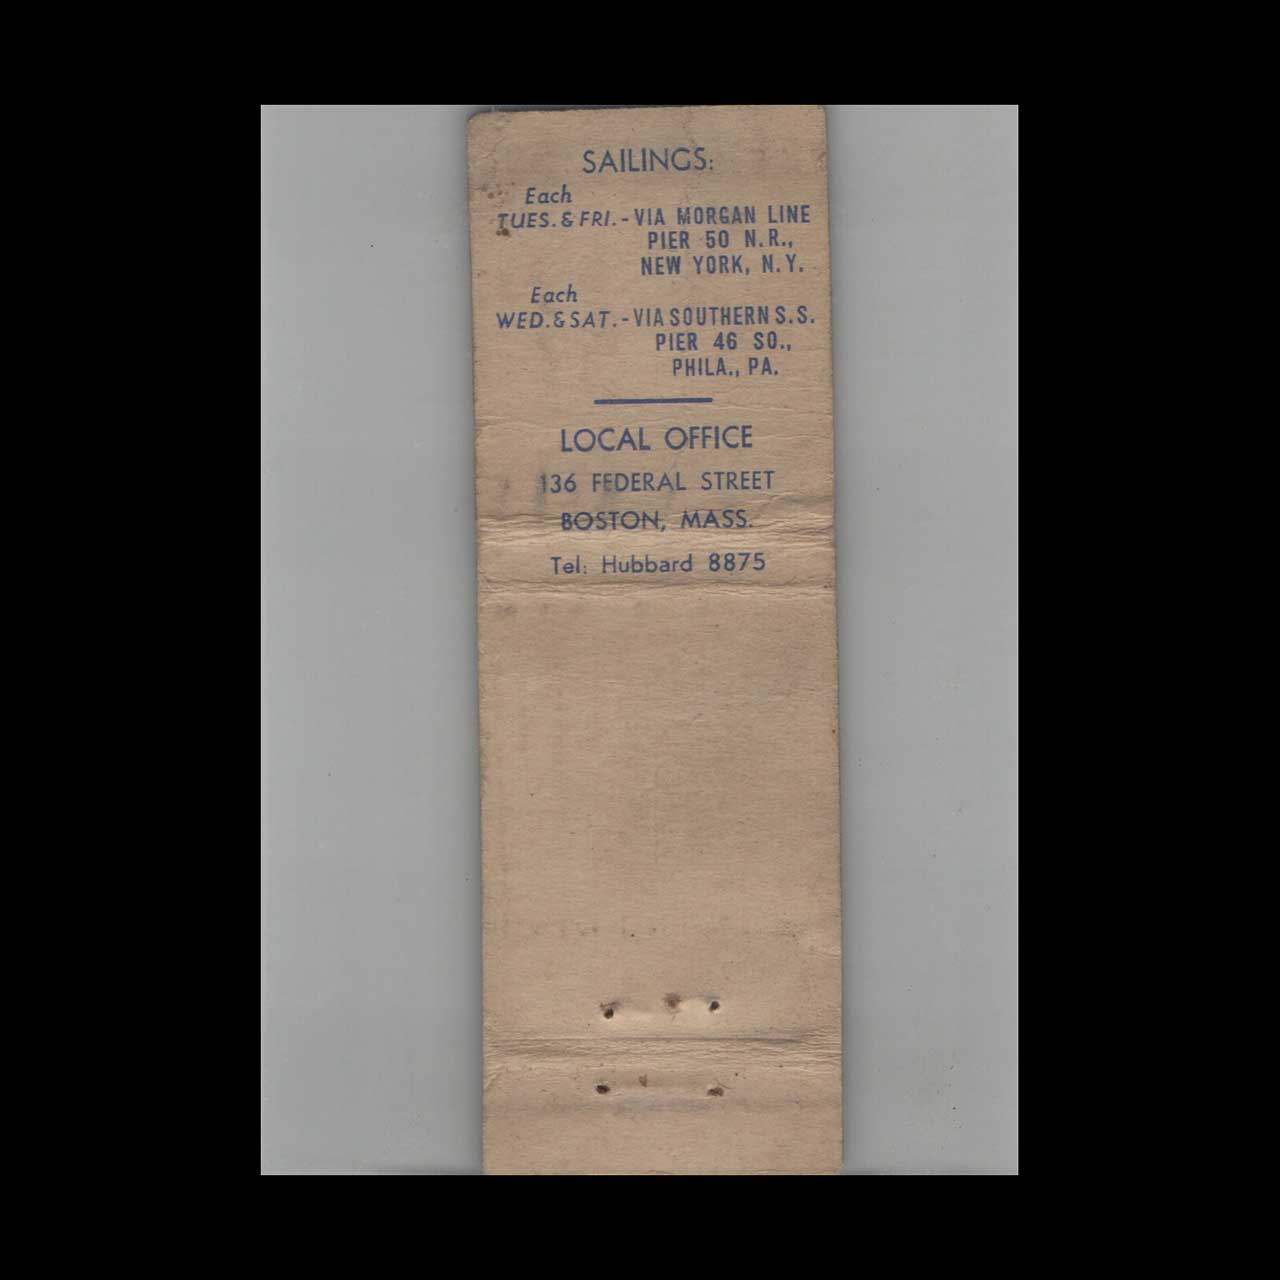 SAILINGS:
Each
TUES. & FRI. - VIA MORGAN LINE
PIER 50 N.R.,
NEW YORK, N.Y.
Each
WED. & SAT. - VIA SOUTHERN S.S.
PIER 46 SO.,
PHILA., PA.
LOCAL OFFICE
136 FEDERAL STREET
BOSTON, MASS.
Tel: Hubbard 8875